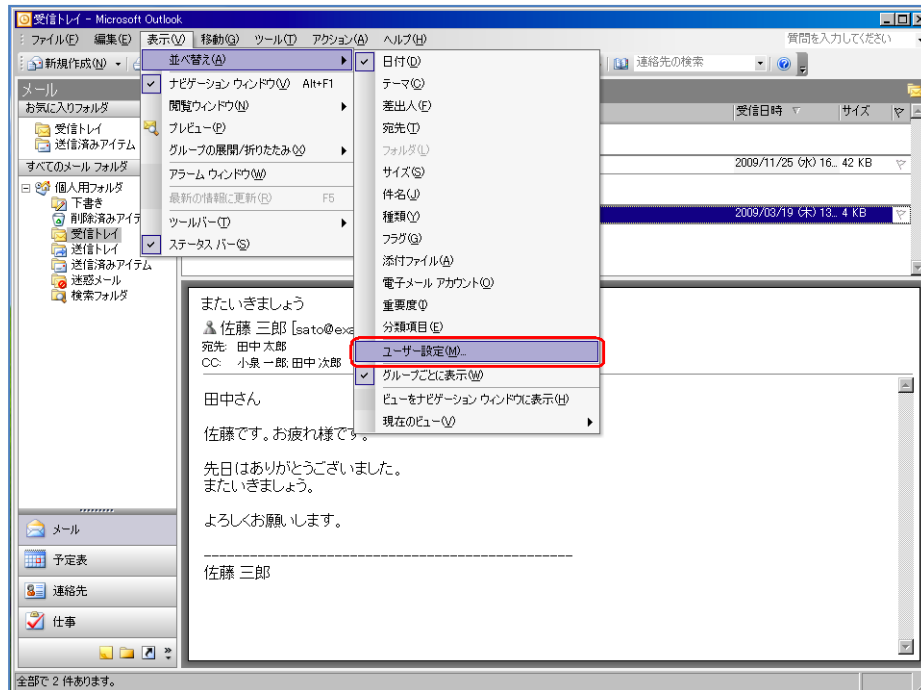 受信トレイ - Microsoft Outlook
ファイル(F) 編集(E) 表示(V) 移動(G) ツール(T) アクション(A) ヘルプ(H) 質問を入力してください
新規作成(N) 連絡先の検索
メール
お気に入りフォルダ
受信トレイ
送信済みアイテム
すべてのメール フォルダ
個人用フォルダ
下書き
削除済みアイテ
受信トレイ
送信トレイ
送信済みアイテム
迷惑メール
検索フォルダ
メール
予定表
連絡先
仕事
並べ替え(A)
ナビゲーション ウィンドウ(V) Alt+F1
閲覧ウィンドウ(N)
プレビュー(P)
グループの展開/折りたたみ(X)
アラーム ウィンドウ(W)
最新の情報に更新(R) F5
ツールバー(T)
ステータス バー(S)
日付(D)
テーマ(C)
差出人(F)
宛先(T)
フォルダ(L)
サイズ(S)
件名(J)
種類(Y)
フラグ(G)
添付ファイル(A)
電子メール アカウント(O)
重要度(I)
分類項目(E)
ユーザー設定(M)...
グループごとに表示(W)
ビューをナビゲーション ウィンドウに表示(H)
現在のビュー(V)
受信日時 サイズ
2009/11/25 (水) 16... 42 KB
2009/03/19 (木) 13... 4 KB
またいきましょう
佐藤 三郎 [sato@exa
宛先: 田中 太郎
CC: 小泉 一郎; 田中 次郎
田中さん
佐藤です。お疲れ様です。
先日はありがとうございました。
またいきましょう。
よろしくお願いします。
佐藤 三郎
全部で 2 件あります。